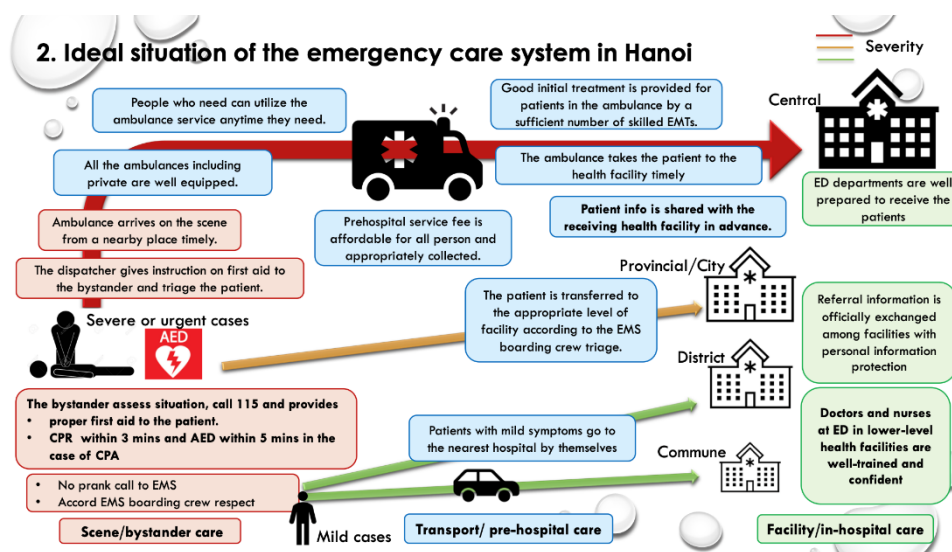 2. Ideal situation of the emergency care system in Hanoi
Severity
People who need can utilize the
ambulance service anytime they need.
Good initial treatment is provided for
patients in the ambulance by a
sufficient number of skilled EMTs.
Central
All the ambulances including
private are well equipped.
The ambulance takes the patient to the
health facility timely
ED departments are well
prepared to receive the
patients
Ambulance arrives on the scene
from a nearby place timely.
Prehospital service fee is
affordable for all person and
appropriately collected.
Patient info is shared with the
receiving health facility in advance.
The dispatcher gives instruction on first aid to
the bystander and triage the patient.
Provincial/City
The patient is transferred to
the appropriate level of
facility according to the EMS
boarding crew triage.
Referral information is
officially exchanged
among facilities with
personal information
protection
Severe or urgent cases
AED
District
The bystander assess situation, call 115 and provides
• proper first aid to the patient.
• CPR within 3 mins and AED within 5 mins in the
case of CPA
Patients with mild symptoms go to
the nearest hospital by themselves
Doctors and nurses
at ED in lower-level
health facilities are
well-trained and
confident
Commune
• No prank call to EMS
• Accord EMS boarding crew respect
Scene/bystander care
Mild cases
Transport/ pre-hospital care
Facility/in-hospital care